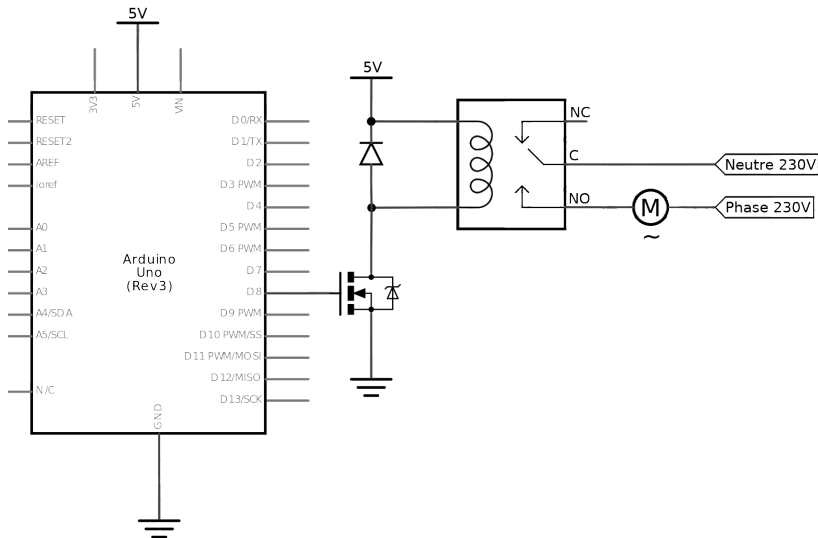 5V
5V
3V3
5V
VIN
RESET
RESET2
AREF
ioref
A0
A1
A2
A3
A4/SDA
A5/SCL
N/C
Arduino
Uno
(Rev3)
D0/RX
D1/TX
D2
D3 PWM
D4
D5 PWM
D6 PWM
D7
D8
D9 PWM
D10 PWM/SS
D11 PWM/MOSI
D12/MISO
D13/SCK
GND
NC
C
NO
M
~
Neutre 230V
Phase 230V